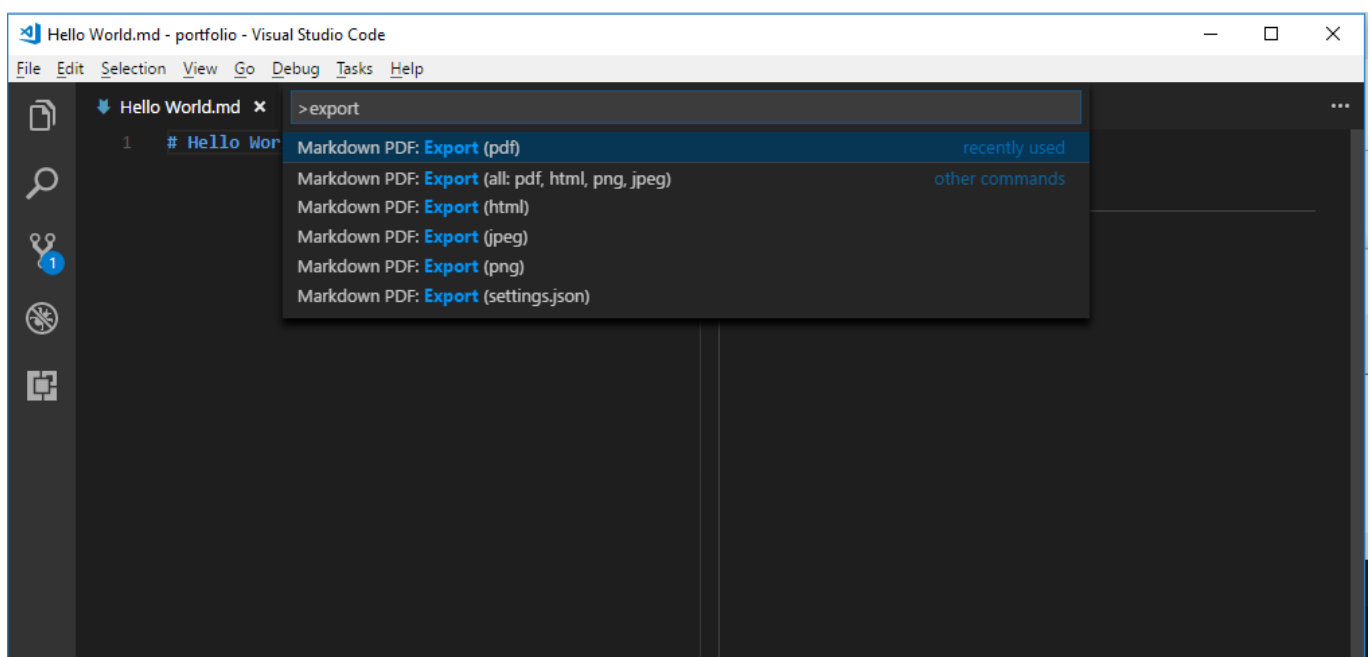 Hello World.md - portfolio - Visual Studio Code
File Edit Selection View Go Debug Tasks Help
Hello World.md
>export
1 # Hello Wor
Markdown PDF: Export (pdf) recently used
Markdown PDF: Export (all: pdf, html, png, jpeg) other commands
Markdown PDF: Export (html)
Markdown PDF: Export (jpeg)
Markdown PDF: Export (png)
Markdown PDF: Export (settings.json)
1